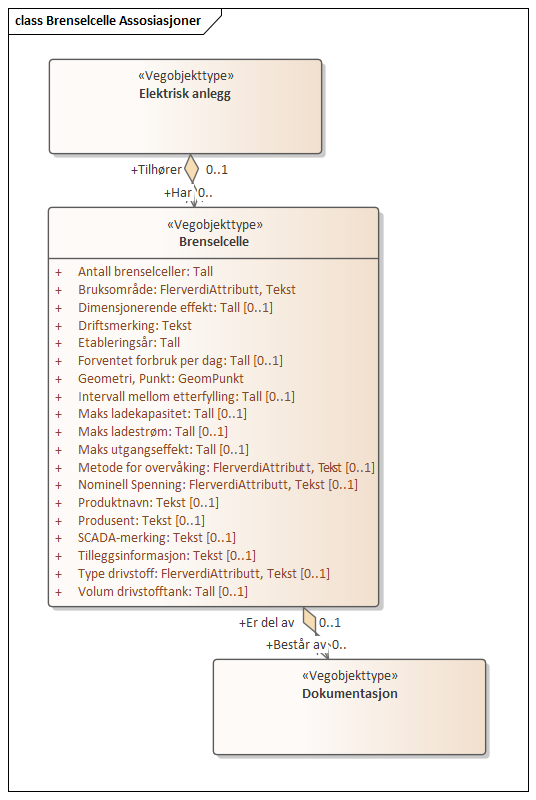 class Brenselcelle Assosiasjoner
«Vegobjekttype»
Elektrisk anlegg
+Tilhører 0..1
+Har 0..
«Vegobjekttype»
Brenselcelle
+ Antall brenselceller: Tall
+ Bruksområde: FlerverdiAttributt, Tekst
+ Dimensjonerende effekt: Tall [0..1]
+ Driftsmerking: Tekst
+ Etableringsår: Tall
+ Forventet forbruk per dag: Tall [0..1]
+ Geometri, Punkt: GeomPunkt
+ Intervall mellom etterfylling: Tall [0..1]
+ Maks ladekapasitet: Tall [0..1]
+ Maks ladestrøm: Tall [0..1]
+ Maks utgangseffekt: Tall [0..1]
+ Metode for overvåking: FlerverdiAttributt, Tekst [0..1]
+ Nominell Spenning: FlerverdiAttributt, Tekst [0..1]
+ Produktnavn: Tekst [0..1]
+ Produsent: Tekst [0..1]
+ SCADA-merking: Tekst [0..1]
+ Tilleggsinformasjon: Tekst [0..1]
+ Type drivstoff: FlerverdiAttributt, Tekst [0..1]
+ Volum drivstofftank: Tall [0..1]
+Er del av 0..1
+Består av 0..
«Vegobjekttype»
Dokumentasjon